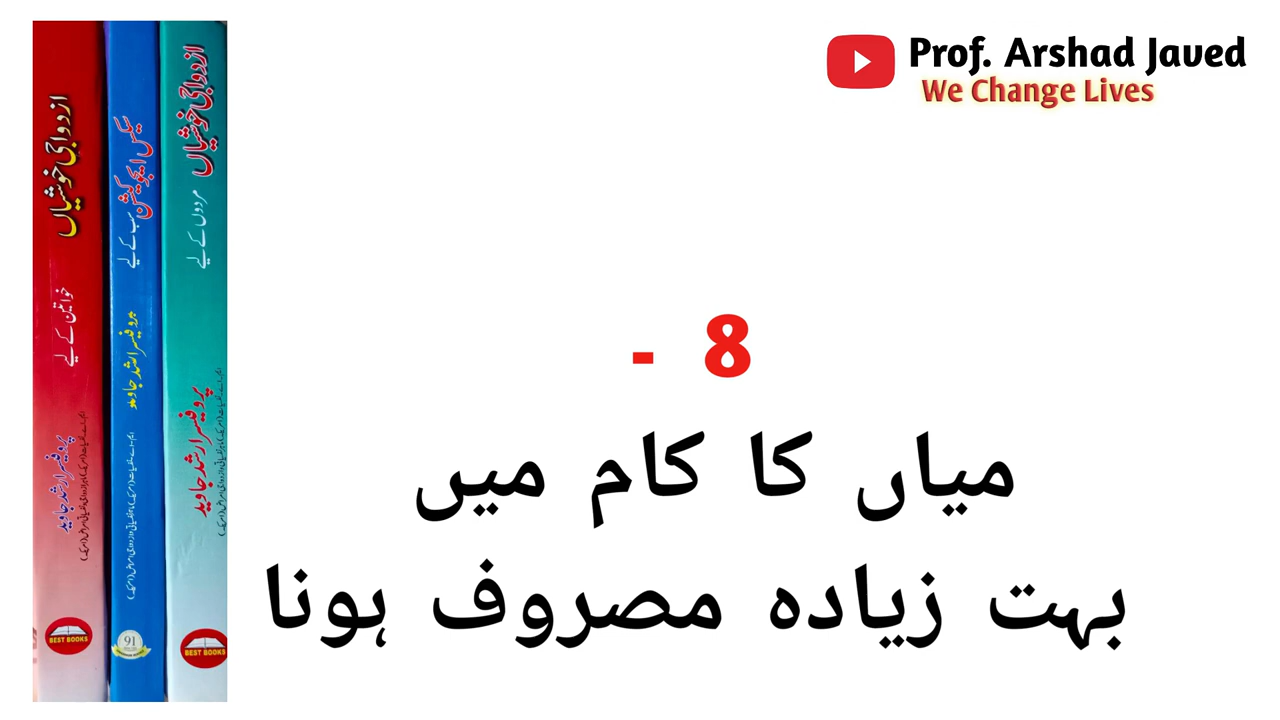 Prof. Arshad Javed
We Change Lives
8 -
میاں کا کام میں
بہت زیادہ مصروف ہونا
ازدواجی خوشیاں
خواتین کے لیے
پروفیسر ارشد جاوید
BEST BOOKS
سیکس ایجوکیشن
سب کے لیے
پروفیسر ارشد جاوید
91
ازدواجی خوشیاں
مردوں کے لیے
پروفیسر ارشد جاوید
BEST BOOKS